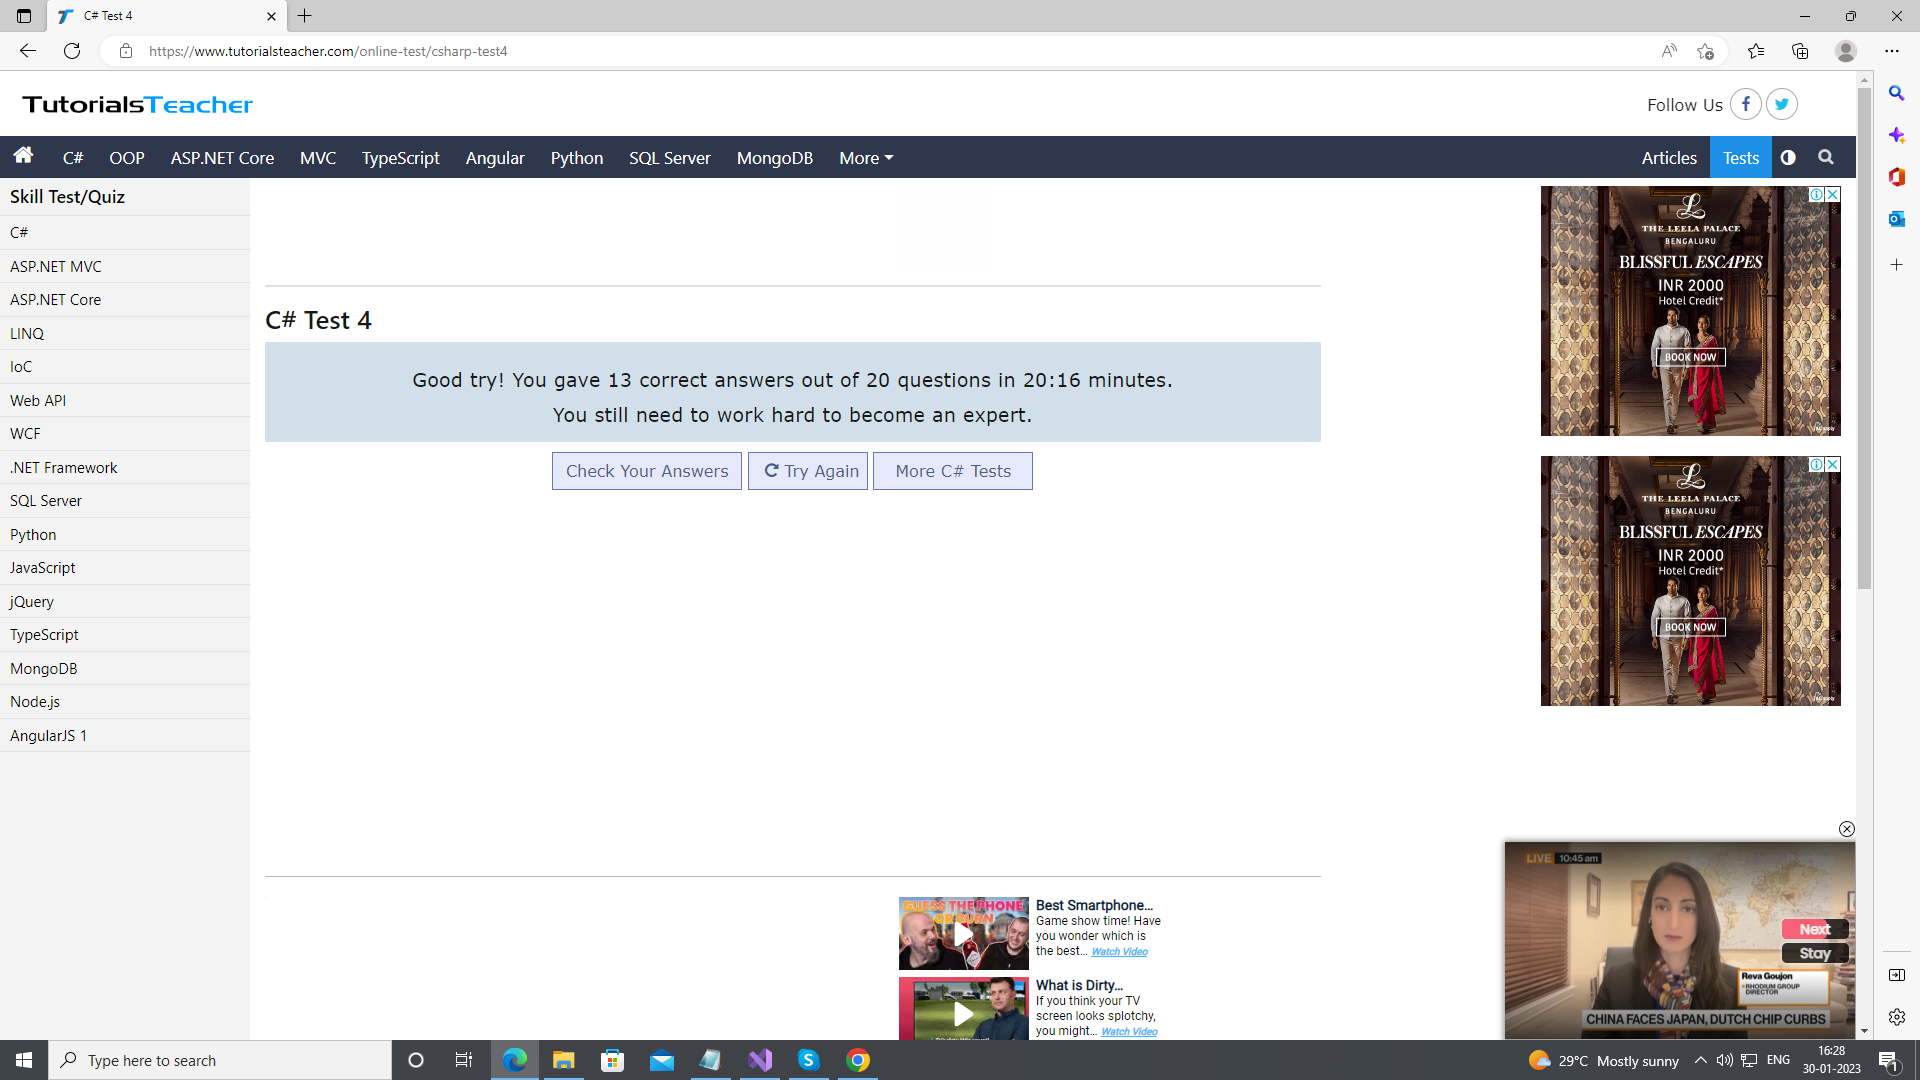 C# Test 4
https://www.tutorialsteacher.com/online-test/csharp-test4
TutorialsTeacher
Follow Us
C# OOP ASP.NET Core MVC TypeScript Angular Python SQL Server MongoDB More Articles Tests
Skill Test/Quiz
C#
ASP.NET MVC
ASP.NET Core
LINQ
IoC
Web API
WCF
.NET Framework
SQL Server
Python
JavaScript
jQuery
TypeScript
MongoDB
Node.js
AngularJS 1
C# Test 4
Good try! You gave 13 correct answers out of 20 questions in 20:16 minutes.
You still need to work hard to become an expert.
Check Your Answers Try Again More C# Tests
THE LEELA PALACE
BENGALURU
BLISSFUL ESCAPES
INR 2000
Hotel Credit*
BOOK NOW
THE LEELA PALACE
BENGALURU
BLISSFUL ESCAPES
INR 2000
Hotel Credit*
BOOK NOW
GUESS THE PHONE
OR BURN
Best Smartphone...
Game show time! Have
you wonder which is
the best... Watch Video
What is Dirty...
If you think your TV
screen looks splotchy,
you might... Watch Video
LIVE 10:45 am
Next
Stay
Reva Goujon
RHODIUM GROUP
DIRECTOR
CHINA FACES JAPAN, DUTCH CHIP CURBS
Type here to search
29°C Mostly sunny
ENG
16:28
30-01-2023
1